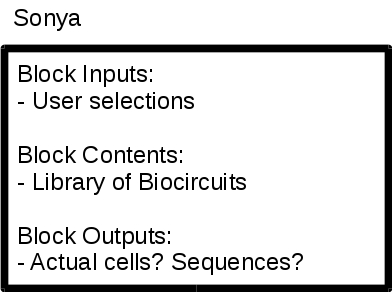 Sonya
Block Inputs:
- User selections
Block Contents:
- Library of Biocircuits
Block Outputs:
- Actual cells? Sequences?